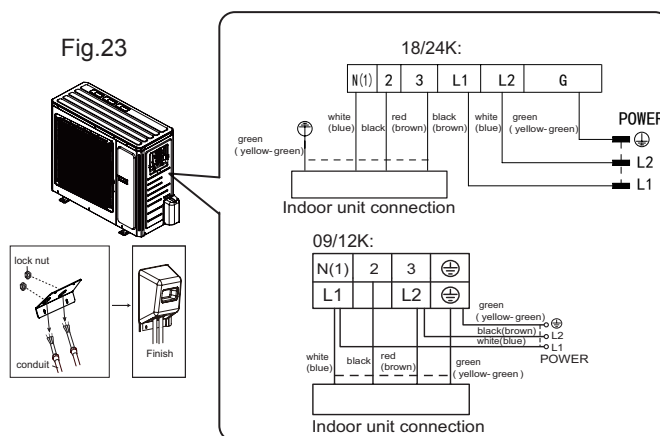 Fig.23
18/24K:
N(1) 2 3 L1 L2 G
green
(yellow-green)
white
(blue)
black
red
(brown)
black
(brown)
white
(blue)
green
(yellow-green)
POWER
L2
L1
Indoor unit connection
lock nut
conduit
Finish
09/12K:
N(1) 2 3
L1 L2
green
(yellow-green)
black(brown)
white(blue)
L2
L1
POWER
white
(blue)
black
red
(brown)
green
(yellow-green)
Indoor unit connection